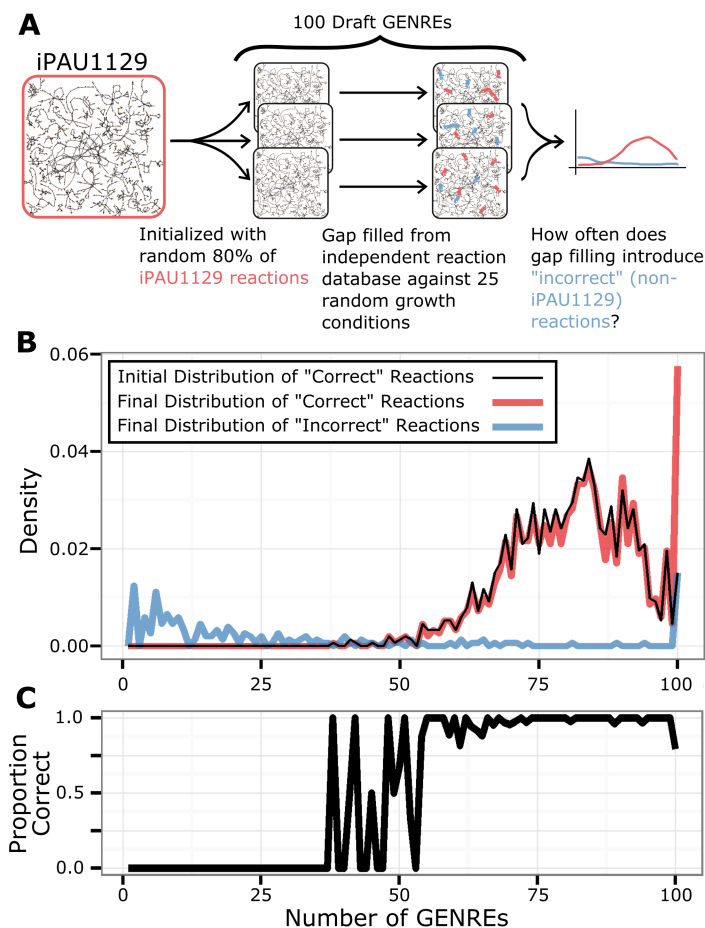 A
100 Draft GENREs
iPAU1129
Initialized with
random 80% of
iPAU1129 reactions
Gap filled from
independent reaction
database against 25
random growth
conditions
How often does
gap filling introduce
"incorrect" (non-
iPAU1129)
reactions?
B
0.06
0.04
0.02
0.00
Density
Initial Distribution of "Correct" Reactions
Final Distribution of "Correct" Reactions
Final Distribution of "Incorrect" Reactions
0 25 50 75 100
C
1.0
0.5
0.0
Proportion
Correct
0 25 50 75 100
Number of GENREs